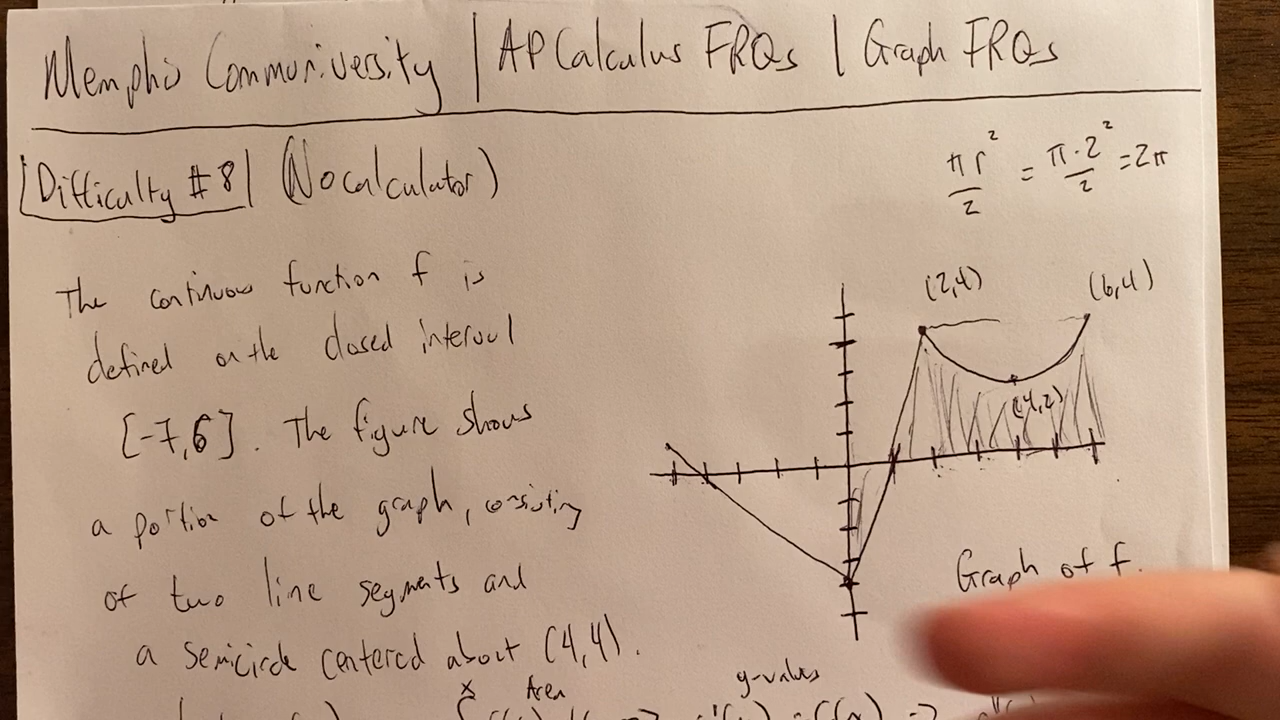 Memphis Communiversity | AP Calculus FRQs | Graph FRQs
Difficulty #8 (No calculator)
πr²/2 = π·2²/2 = 2π
The continuous function f is
defined on the closed interval
[-7,6]. The figure shows
a portion of the graph, consisting
of two line segments and
a semicircle centered about (4,4).
(2,4) (6,4)
(4,2)
Graph of f.
x Area y-values